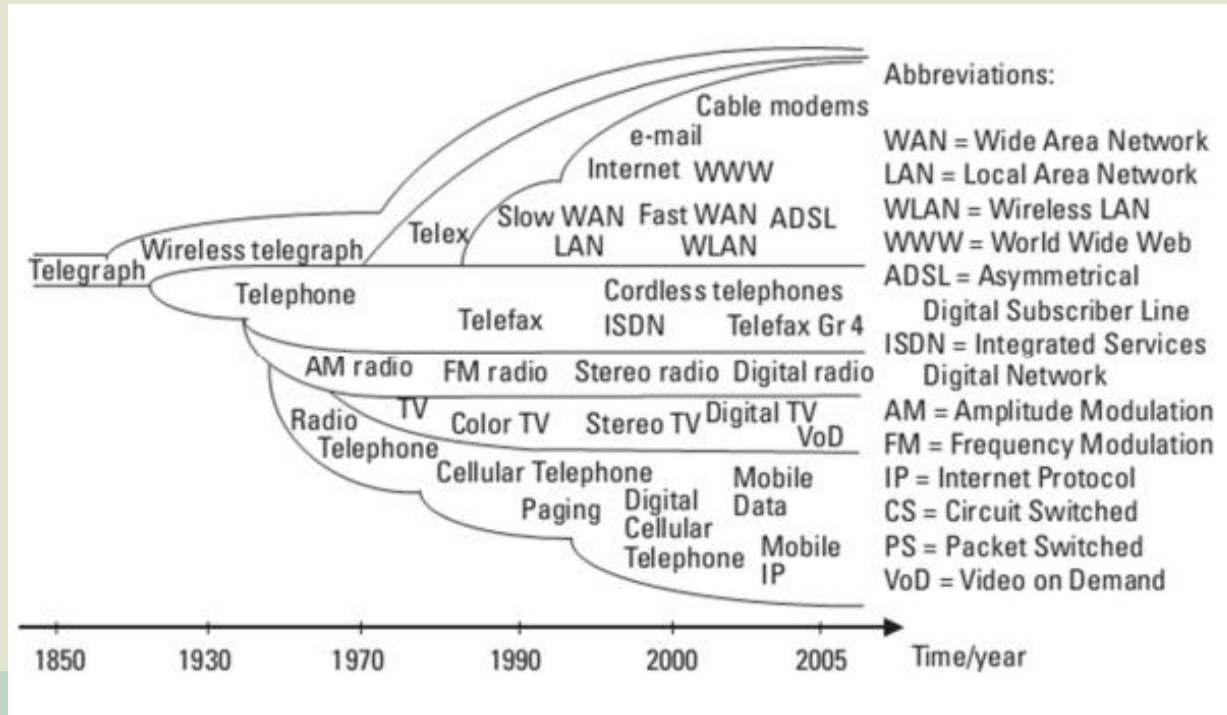 Abbreviations:
Cable modems
e-mail
WAN = Wide Area Network
Internet WWW
LAN = Local Area Network
Slow WAN Fast WAN ADSL
WLAN = Wireless LAN
Telex
LAN WLAN
WWW = World Wide Web
Wireless telegraph
Telegraph
ADSL = Asymmetrical
Digital Subscriber Line
Telephone
Cordless telephones
Telefax ISDN Telefax Gr 4
ISDN = Integrated Services
Digital Network
AM radio FM radio Stereo radio Digital radio
TV Color TV Stereo TV Digital TV
VoD
AM = Amplitude Modulation
Radio
Telephone
FM = Frequency Modulation
Cellular Telephone
Mobile
Data
IP = Internet Protocol
Paging
Digital
Cellular
Telephone
CS = Circuit Switched
Mobile
IP
PS = Packet Switched
VoD = Video on Demand
1850 1930 1970 1990 2000 2005 Time/year